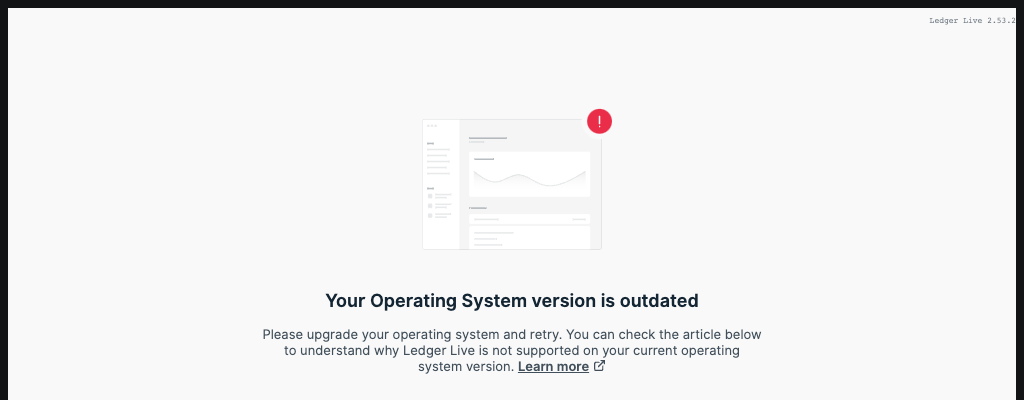 Ledger Live 2.53.2
!
Your Operating System version is outdated
Please upgrade your operating system and retry. You can check the article below
to understand why Ledger Live is not supported on your current operating
system version. Learn more